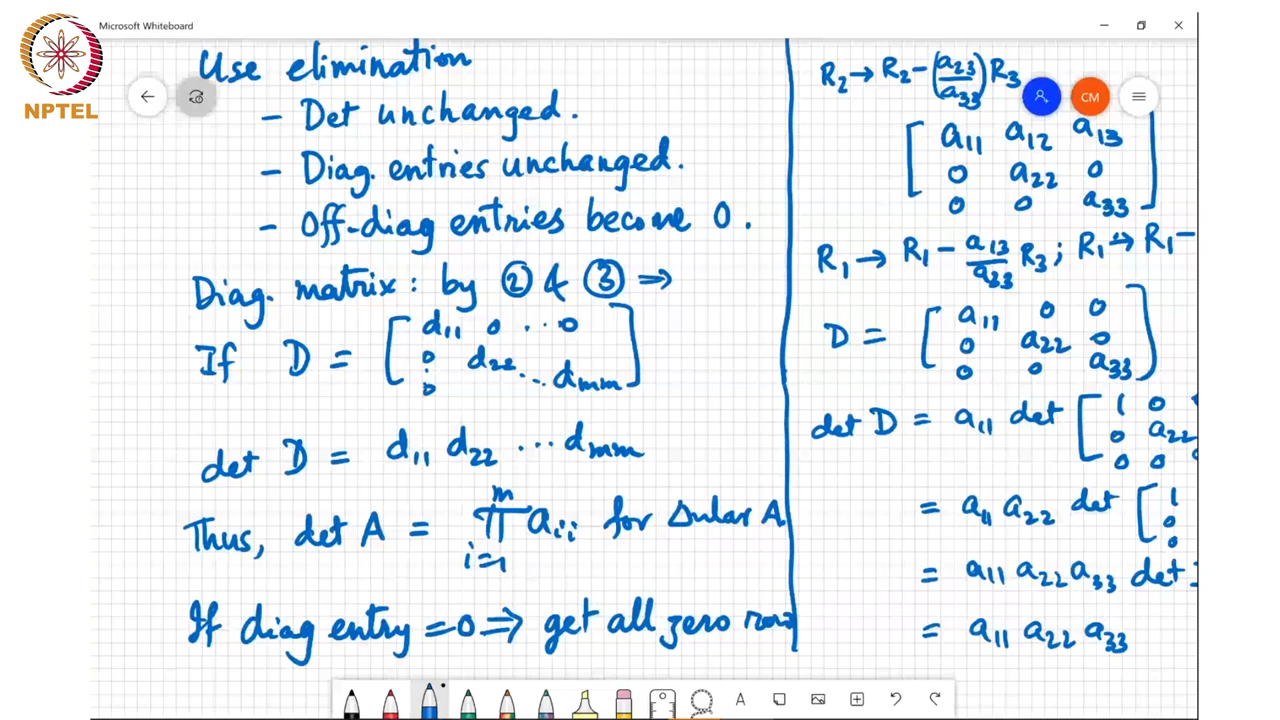 Microsoft Whiteboard
NPTEL
CM
Use elimination
- Det unchanged.
- Diag. entries unchanged.
- Off-diag entries become 0.
Diag. matrix: by ② & ③ ⇒
If D = [ d₁₁ 0 ... 0
0 d₂₂
⋮
0 ... dₘₘ ]
det D = d₁₁ d₂₂ ... dₘₘ
Thus, det A = ∏ᵢ₌₁ᵐ aᵢᵢ for Δular A
If diag entry = 0 ⇒ get all zero row
R₂ → R₂ - (a₂₃/a₃₃) R₃
[ a₁₁ a₁₂ a₁₃
0 a₂₂ 0
0 0 a₃₃ ]
R₁ → R₁ - a₁₃/a₃₃ R₃; R₁ → R₁ -
D = [ a₁₁ 0 0
0 a₂₂ 0
0 0 a₃₃ ]
det D = a₁₁ det [ 1 0
0 a₂₂
0 0
= a₁₁ a₂₂ det [ 1
0
0
= a₁₁ a₂₂ a₃₃ det
= a₁₁ a₂₂ a₃₃
A